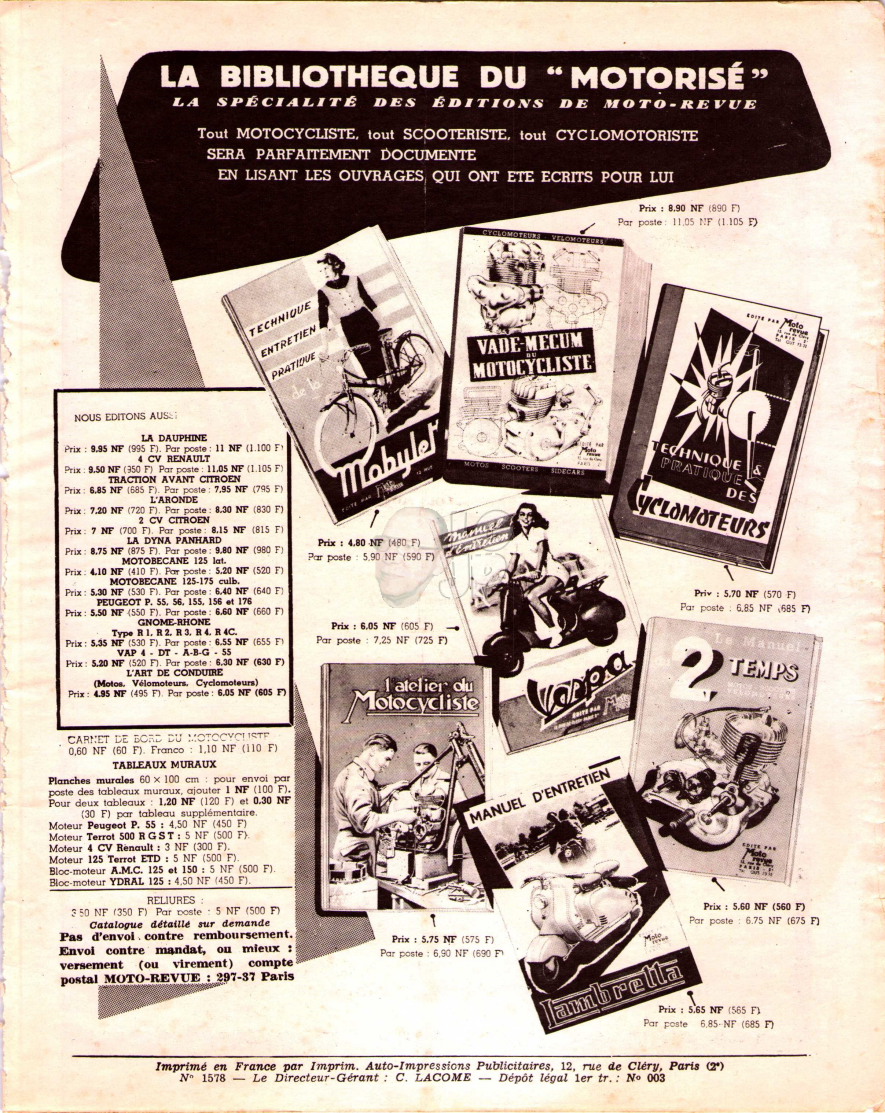 LA BIBLIOTHEQUE DU “ MOTORISÉ ”
LA SPÉCIALITÉ DES ÉDITIONS DE MOTO-REVUE
Tout MOTOCYCLISTE, tout SCOOTERISTE, tout CYCLOMOTORISTE
SERA PARFAITEMENT DOCUMENTE
EN LISANT LES OUVRAGES QUI ONT ETE ECRITS POUR LUI
Prix : 8.90 NF (890 F)
Par poste : 11,05 NF (1.105 F)
TECHNIQUE
ENTRETIEN
PRATIQUE
de la
Mobylet
EDITE PAR
CYCLOMOTEURS VELOMOTEURS
VADE-MECUM
DU
MOTOCYCLISTE
MOTOS SCOOTERS SIDECARS
EDITÉ PAR
Moto
revue
PARIS 2e
TECHNIQUE &
PRATIQUE
DES
CYCLOMOTEURS
NOUS EDITONS AUSSI
LA DAUPHINE
Prix : 9.95 NF (995 F). Par poste : 11 NF (1.100 F)
4 CV RENAULT
Prix : 9.50 NF (950 F) Par poste : 11.05 NF (1.105 F)
TRACTION AVANT CITROEN
Prix : 6.85 NF (685 F). Par poste : 7.95 NF (795 F)
L'ARONDE
Prix : 7.20 NF (720 F). Par poste : 8.30 NF (830 F)
2 CV CITROEN
Prix : 7 NF (700 F). Par poste : 8.15 NF (815 F)
LA DYNA PANHARD
Prix : 8.75 NF (875 F). Par poste : 9.80 NF (980 F)
MOTOBECANE 125 lat.
Prix : 4.10 NF (410 F). Par poste : 5.20 NF (520 F)
MOTOBECANE 125-175 culb.
Prix : 5.30 NF (530 F). Par poste : 6.40 NF (640 F)
PEUGEOT P. 55, 56, 155, 156 et 176
Prix : 5.50 NF (550 F). Par poste : 6.60 NF (660 F)
GNOME-RHONE
Type R 1, R 2, R 3, R 4, R 4C.
Prix : 5.35 NF (530 F). Par poste : 6.55 NF (655 F)
VAP 4 - DT - A-B-G - 55
Prix : 5.20 NF (520 F). Par poste : 6,30 NF (630 F)
L'ART DE CONDUIRE
(Motos, Vélomoteurs, Cyclomoteurs)
Prix : 4.95 NF (495 F). Par poste : 6.05 NF (605 F)
Prix : 4.80 NF (480 F)
Par poste : 5,90 NF (590 F)
Manuel
d'Entretien
Vespa
EDITÉ PAR
Prix : 5.70 NF (570 F)
Par poste : 6.85 NF (685 F)
Prix : 6.05 NF (605 F)
Par poste : 7,25 NF (725 F)
Le Manuel
2 TEMPS
EDITÉ PAR
Moto
revue
PARIS
l'atelier du
Motocycliste
MANUEL D'ENTRETIEN
Moto
revue
Lambretta
CARNET DE BORD DU MOTOCYCLISTE
0,60 NF (60 F). Franco : 1,10 NF (110 F)
TABLEAUX MURAUX
Planches murales 60 × 100 cm : pour envoi par
poste des tableaux muraux, ajouter 1 NF (100 F).
Pour deux tableaux : 1,20 NF (120 F) et 0.30 NF
(30 F) par tableau supplémentaire.
Moteur Peugeot P. 55 : 4,50 NF (450 F)
Moteur Terrot 500 R G S T : 5 NF (500 F).
Moteur 4 CV Renault : 3 NF (300 F).
Moteur 125 Terrot ETD : 5 NF (500 F).
Bloc-moteur A.M.C. 125 et 150 : 5 NF (500 F).
Bloc-moteur YDRAL 125 : 4,50 NF (450 F).
RELIURES :
3 50 NF (350 F) Par poste : 5 NF (500 F)
Catalogue détaillé sur demande
Pas d'envoi contre remboursement.
Envoi contre mandat, ou mieux :
versement (ou virement) compte
postal MOTO-REVUE : 297-37 Paris
Prix : 5.75 NF (575 F)
Par poste : 6,90 NF (690 F)
Prix : 5.60 NF (560 F)
Par poste : 6.75 NF (675 F)
Prix : 5.65 NF (565 F)
Par poste 6,85 NF (685 F)
Imprimé en France par Imprim. Auto-Impressions Publicitaires, 12, rue de Cléry, Paris (2e)
N° 1578 — Le Directeur-Gérant : C. LACOME — Dépôt légal 1er tr. : No 003